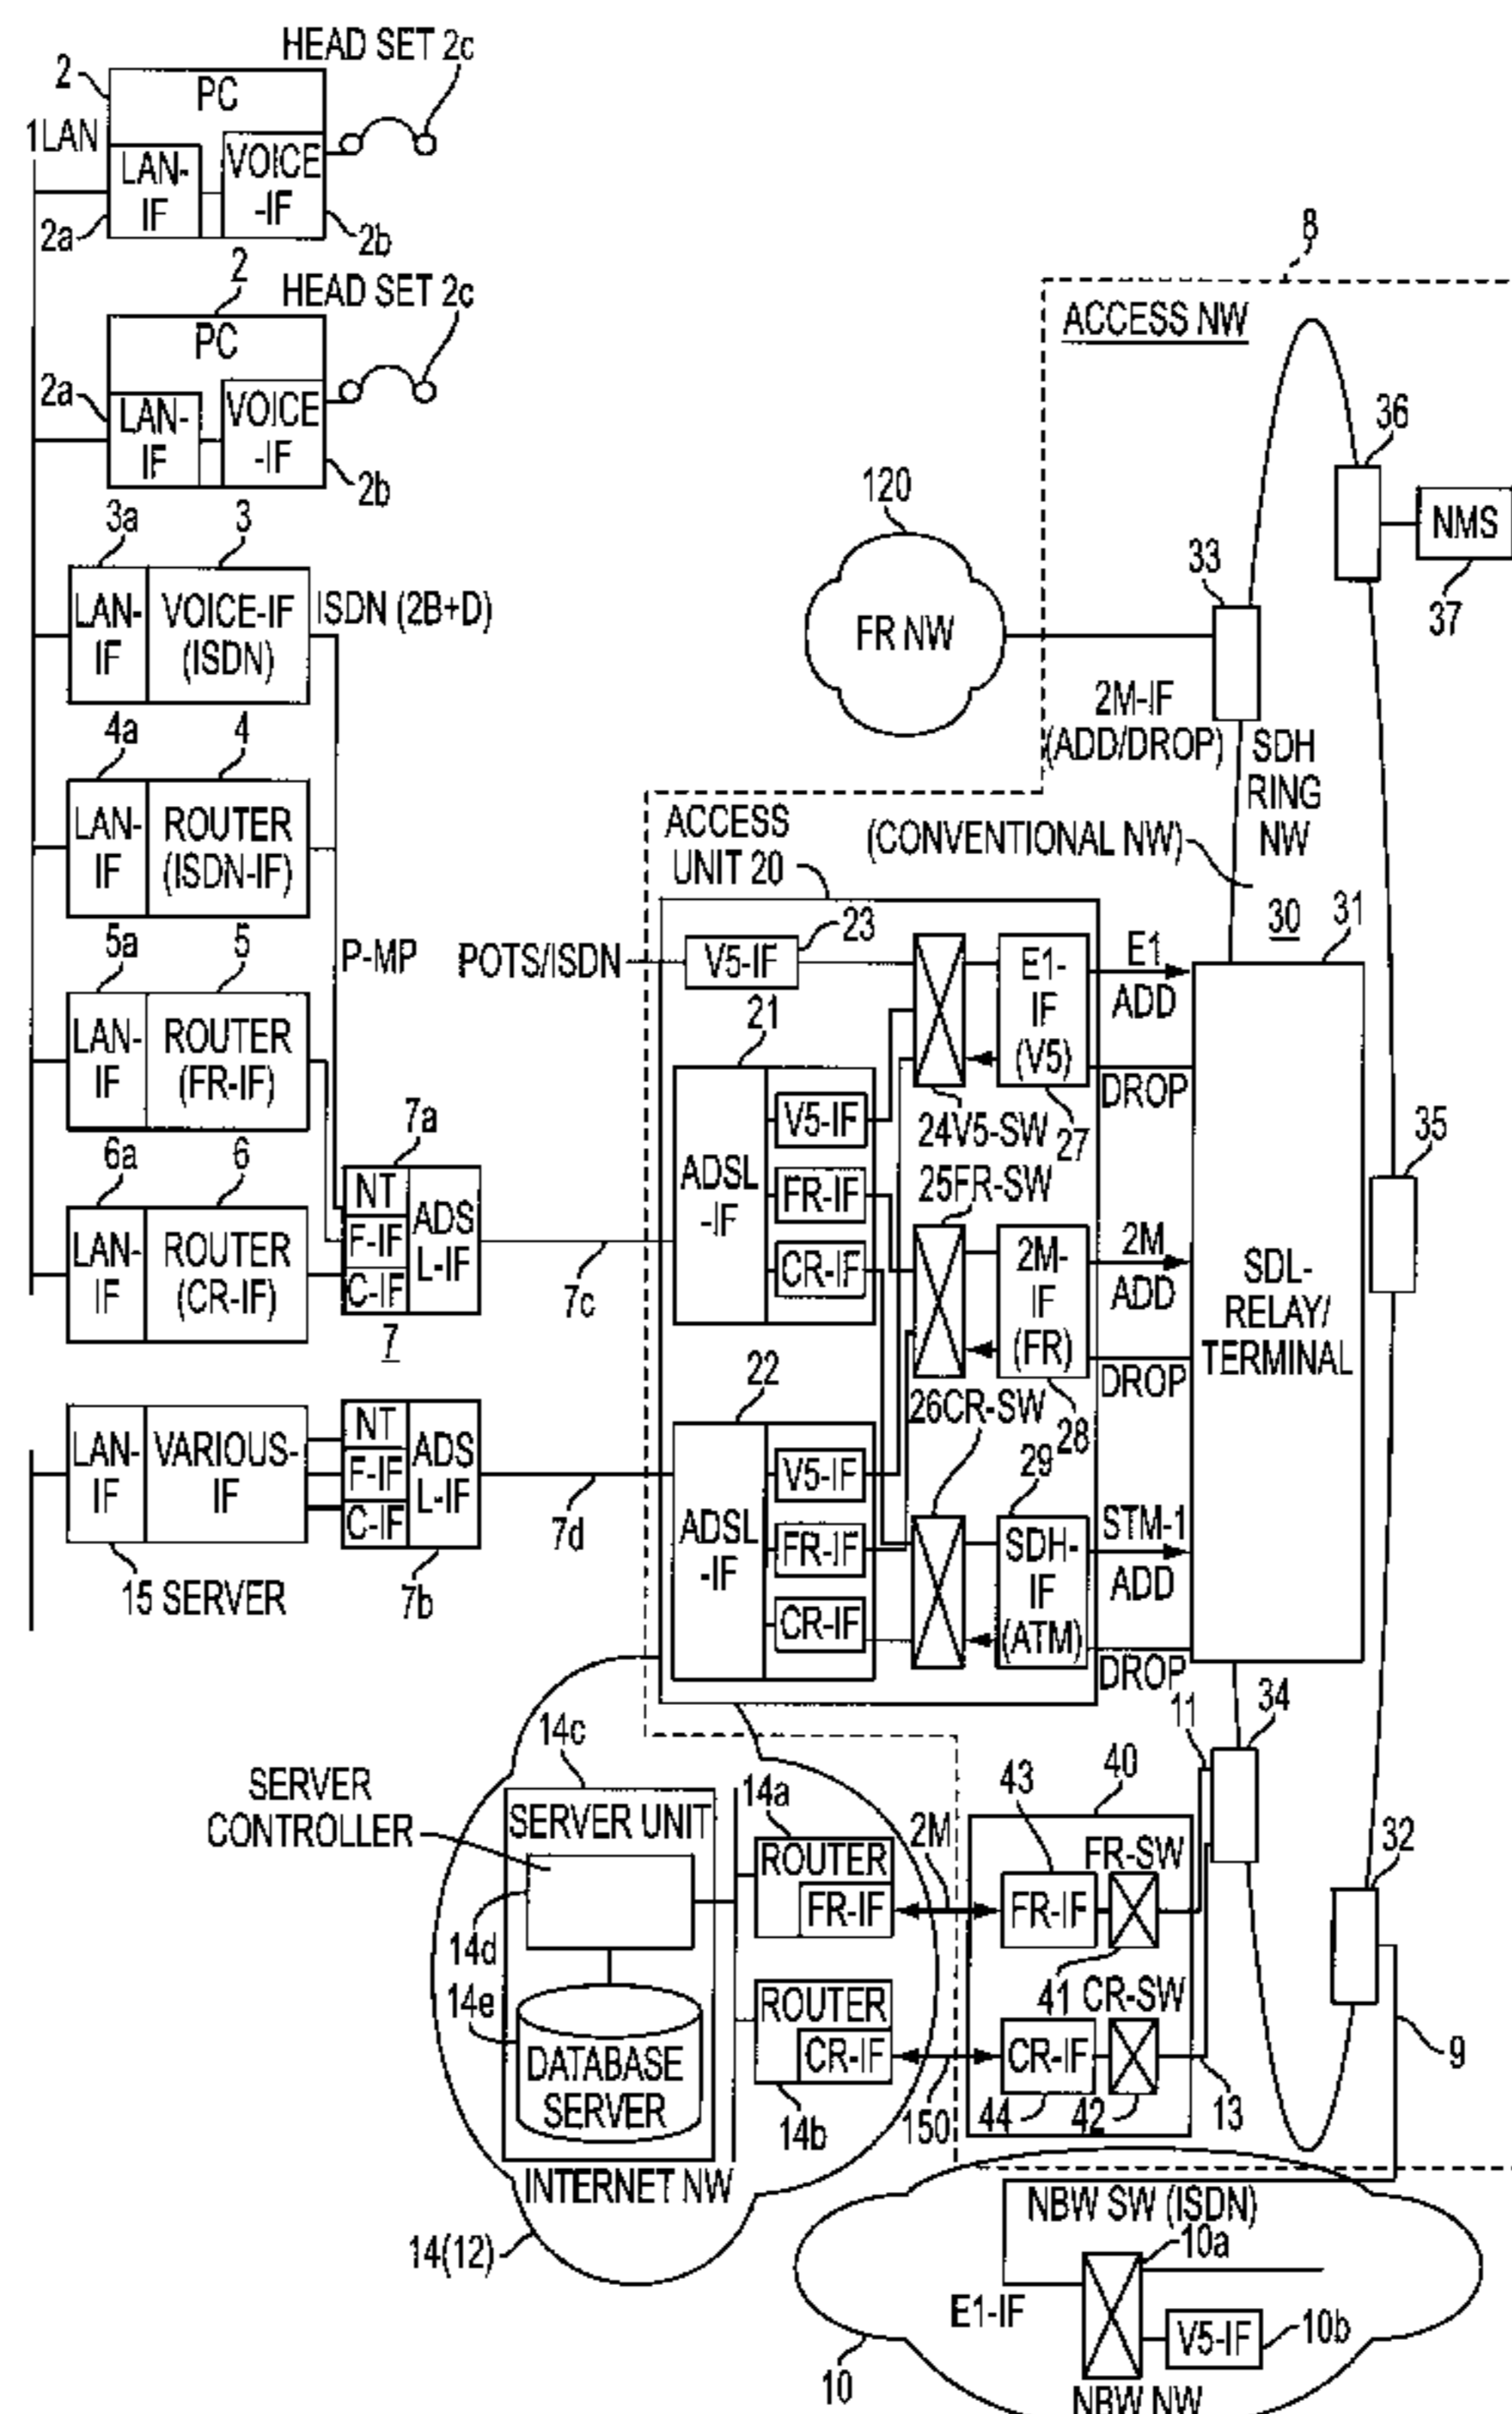 HEAD SET 2c
2
PC
1LAN
LAN-
IF
VOICE
-IF
2a
2b
2
HEAD SET 2c
PC
2a
LAN-
IF
VOICE
-IF
2b
8
ACCESS NW
36
NMS
37
120
FR NW
33
3a
3
LAN-
IF
VOICE-IF
(ISDN)
ISDN (2B+D)
2M-IF
(ADD/DROP)
SDH
RING
NW
4a
4
LAN-
IF
ROUTER
(ISDN-IF)
ACCESS
UNIT 20
(CONVENTIONAL NW)
30
31
5a
5
LAN-
IF
ROUTER
(FR-IF)
P-MP
POTS/ISDN
V5-IF
23
E1-
IF
(V5)
E1
ADD
DROP
21
ADSL
-IF
V5-IF
FR-IF
CR-IF
24V5-SW
27
25FR-SW
35
6a
6
LAN-
IF
ROUTER
(CR-IF)
7a
NT
F-IF
C-IF
ADS
L-IF
7
7c
2M-
IF
(FR)
2M
ADD
DROP
SDL-
RELAY/
TERMINAL
22
26CR-SW
28
LAN-
IF
VARIOUS-
IF
NT
F-IF
C-IF
ADS
L-IF
7d
ADSL
-IF
V5-IF
FR-IF
CR-IF
29
SDH-
IF
(ATM)
STM-1
ADD
DROP
15 SERVER
7b
11
34
14c
SERVER
CONTROLLER
SERVER UNIT
14a
ROUTER
FR-IF
2M
43
40
FR-SW
FR-IF
32
14d
14e
41
CR-SW
DATABASE
SERVER
ROUTER
CR-IF
CR-IF
9
14b
150
44
42
13
INTERNET NW
14(12)
NBW SW (ISDN)
10a
E1-IF
V5-IF
10b
10
NBW NW